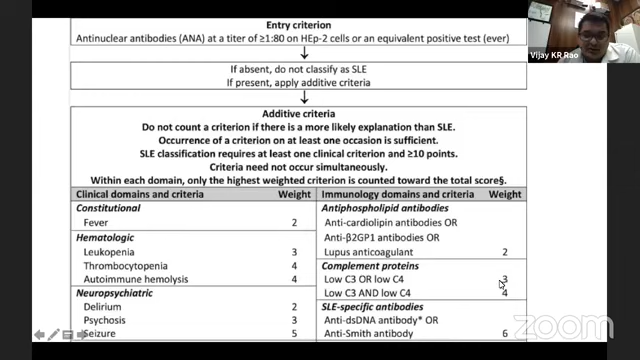 Entry criterion
Antinuclear antibodies (ANA) at a titer of ≥1:80 on HEp-2 cells or an equivalent positive test (ever)
If absent, do not classify as SLE
If present, apply additive criteria
Additive criteria
Do not count a criterion if there is a more likely explanation than SLE.
Occurrence of a criterion on at least one occasion is sufficient.
SLE classification requires at least one clinical criterion and ≥10 points.
Criteria need not occur simultaneously.
Within each domain, only the highest weighted criterion is counted toward the total score§.
Clinical domains and criteria Weight Immunology domains and criteria Weight
Constitutional Antiphospholipid antibodies
Fever 2 Anti-cardiolipin antibodies OR
Hematologic Anti-β2GP1 antibodies OR
Leukopenia 3 Lupus anticoagulant 2
Thrombocytopenia 4 Complement proteins
Autoimmune hemolysis 4 Low C3 OR low C4 3
Neuropsychiatric Low C3 AND low C4 4
Delirium 2 SLE-specific antibodies
Psychosis 3 Anti-dsDNA antibody* OR
Seizure 5 Anti-Smith antibody 6
Vijay KR Rao
zoom